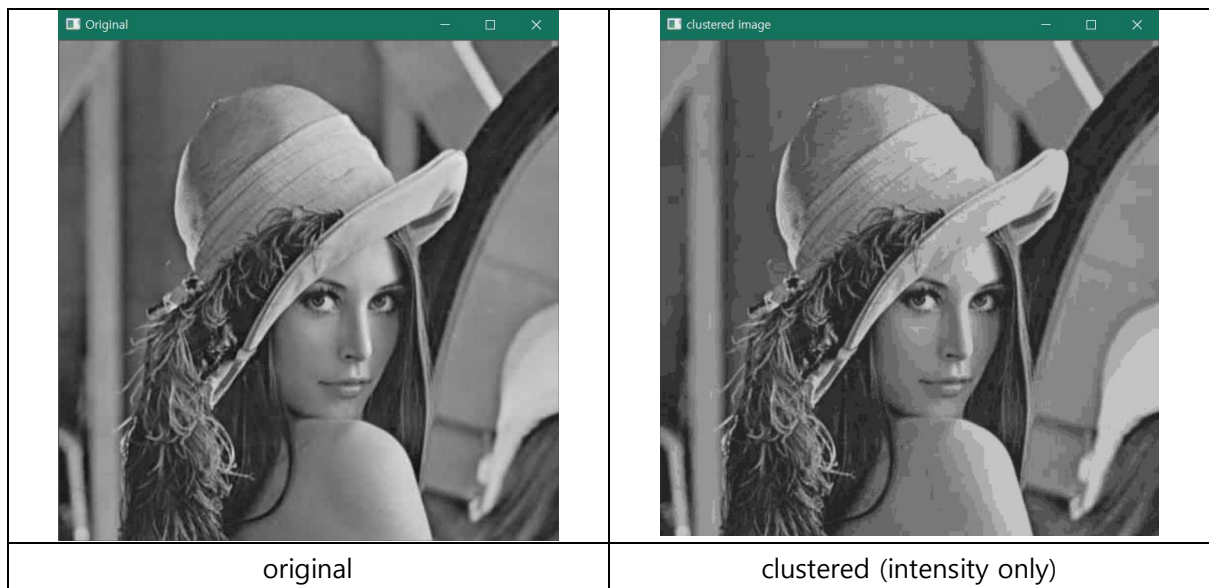 Original
clustered image
original
clustered (intensity only)